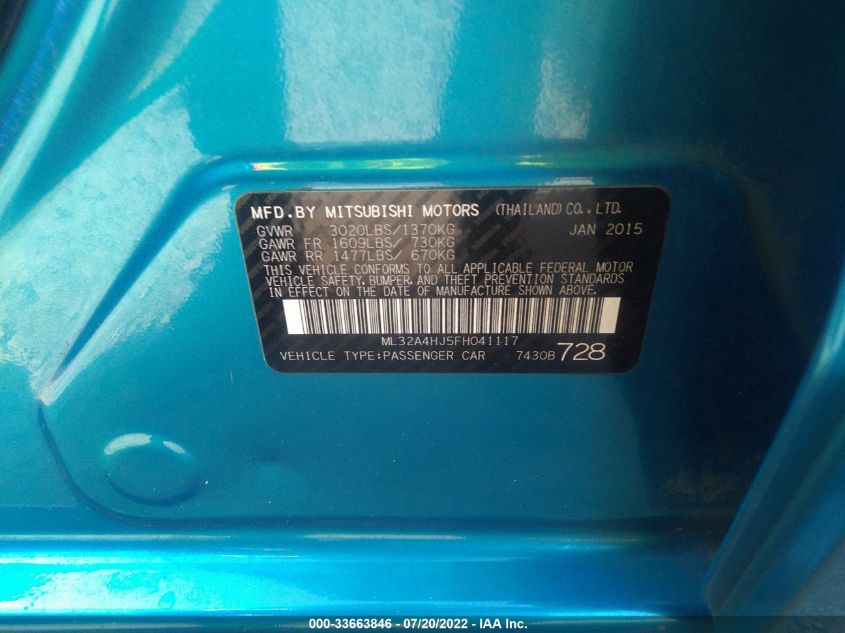 MFD.BY MITSUBISHI MOTORS (THAILAND) CO.,LTD.
GVWR 3020LBS/1370KG JAN 2015
GAWR FR 1609LBS/ 730KG
GAWR RR 1477LBS/ 670KG
THIS VEHICLE CONFORMS TO ALL APPLICABLE FEDERAL MOTOR
VEHICLE SAFETY, BUMPER, AND THEFT PREVENTION STANDARDS
IN EFFECT ON THE DATE OF MANUFACTURE SHOWN ABOVE.
ML32A4HJ5FH041117
VEHICLE TYPE:PASSENGER CAR 7430B 728
000-33663846 - 07/20/2022 - IAA Inc.